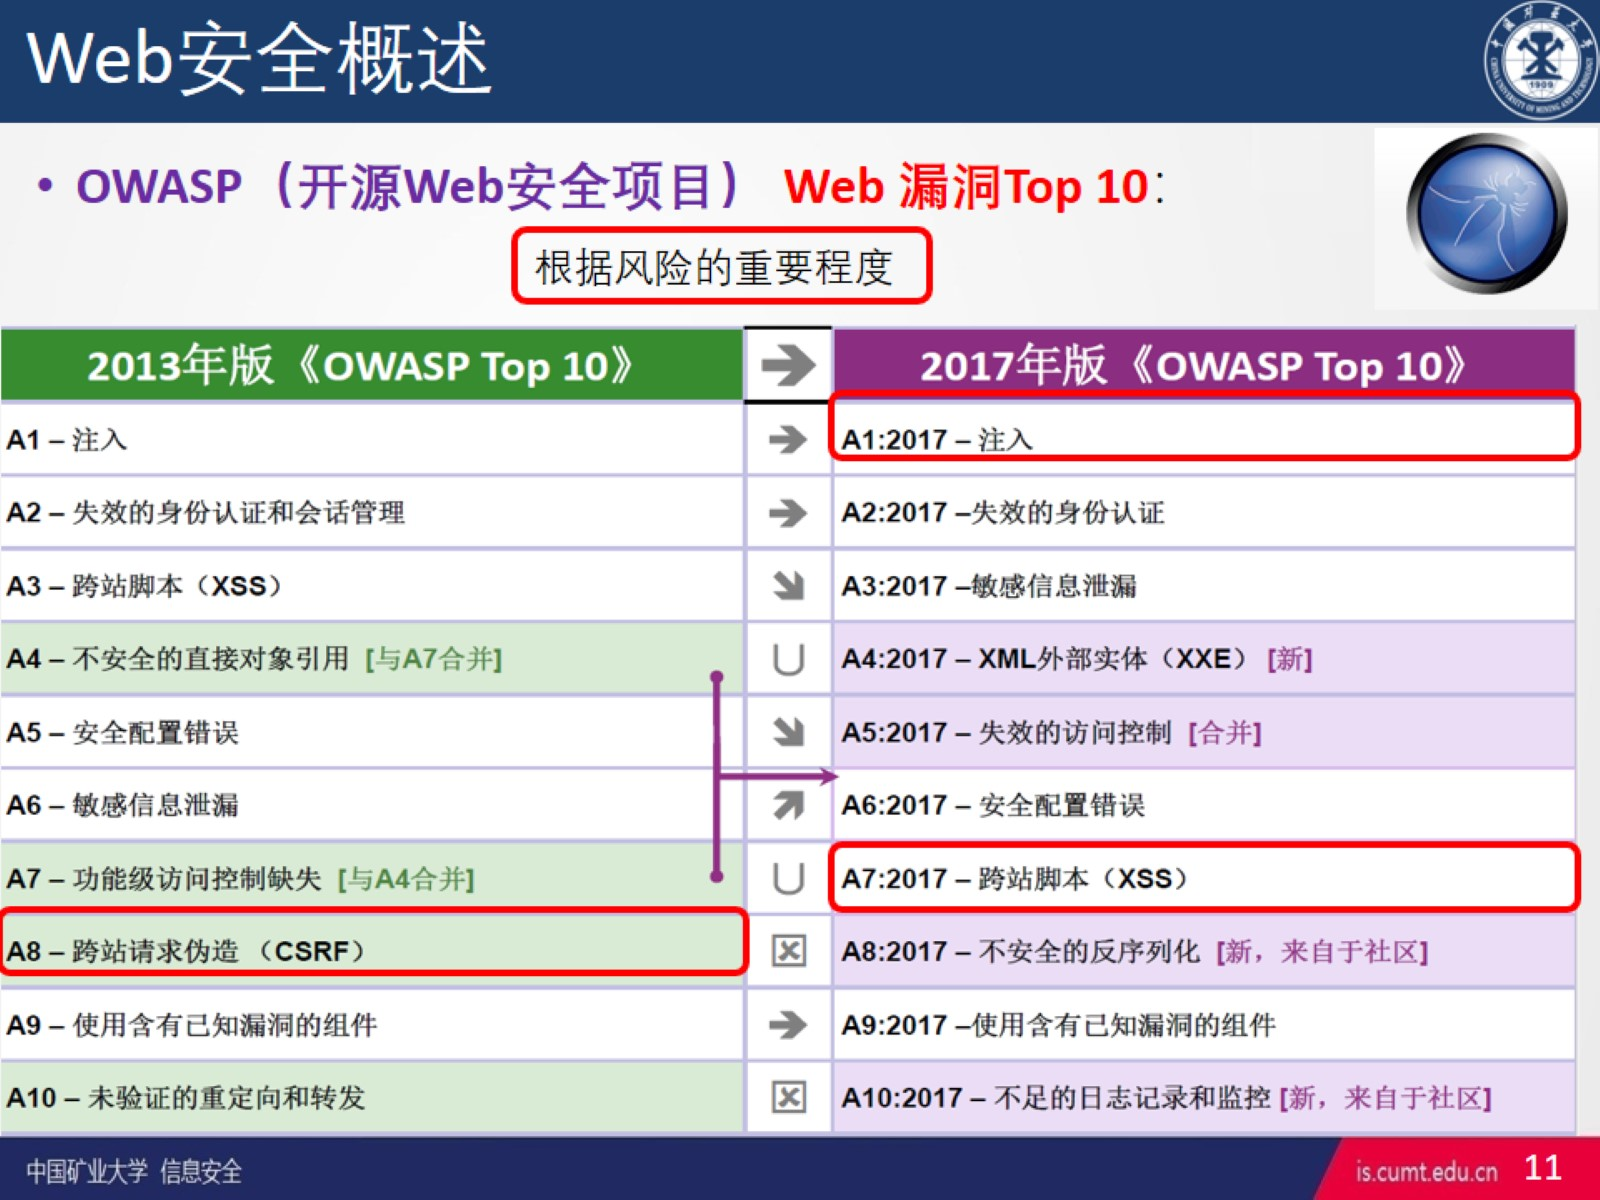 Web安全概述
• OWASP（开源Web安全项目） Web 漏洞Top 10：
根据风险的重要程度
2013年版《OWASP Top 10》 2017年版《OWASP Top 10》
A1 – 注入 A1:2017 – 注入
A2 – 失效的身份认证和会话管理 A2:2017 –失效的身份认证
A3 – 跨站脚本（XSS） A3:2017 –敏感信息泄漏
A4 – 不安全的直接对象引用 [与A7合并] A4:2017 – XML外部实体（XXE） [新]
A5 – 安全配置错误 A5:2017 – 失效的访问控制 [合并]
A6 – 敏感信息泄漏 A6:2017 – 安全配置错误
A7 – 功能级访问控制缺失 [与A4合并] A7:2017 – 跨站脚本（XSS）
A8 – 跨站请求伪造 （CSRF） A8:2017 – 不安全的反序列化 [新，来自于社区]
A9 – 使用含有已知漏洞的组件 A9:2017 –使用含有已知漏洞的组件
A10 – 未验证的重定向和转发 A10:2017 – 不足的日志记录和监控 [新，来自于社区]
中国矿业大学 信息安全 is.cumt.edu.cn 11
CHINA UNIVERSITY OF MINING AND TECHNOLOGY
1909